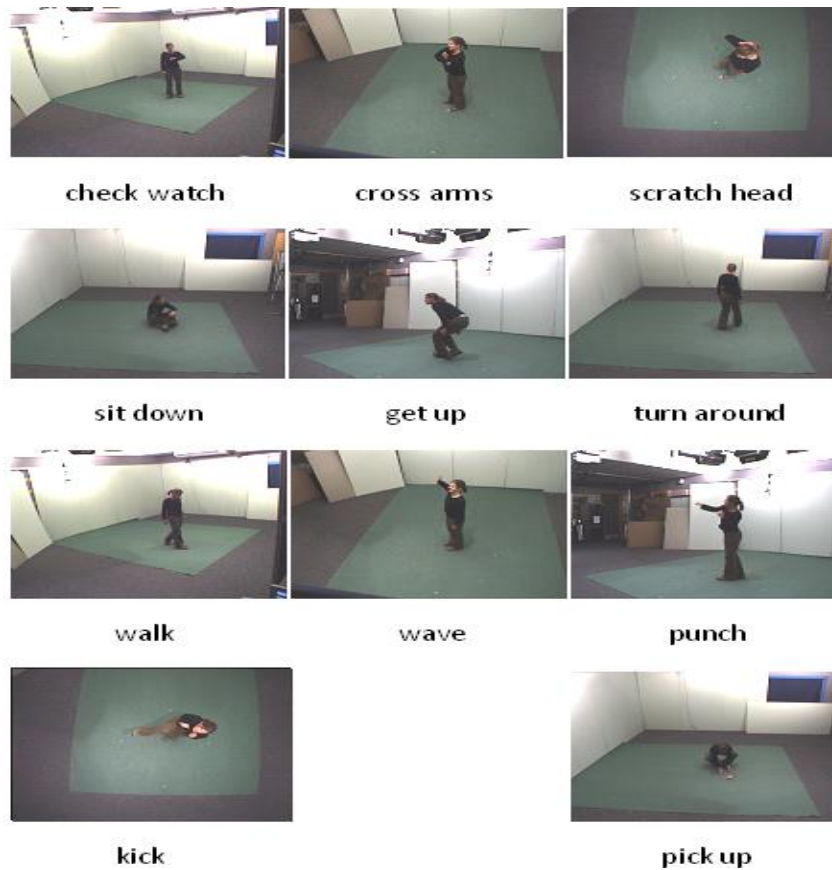 check watch
cross arms
scratch head
sit down
get up
turn around
walk
wave
punch
kick
pick up